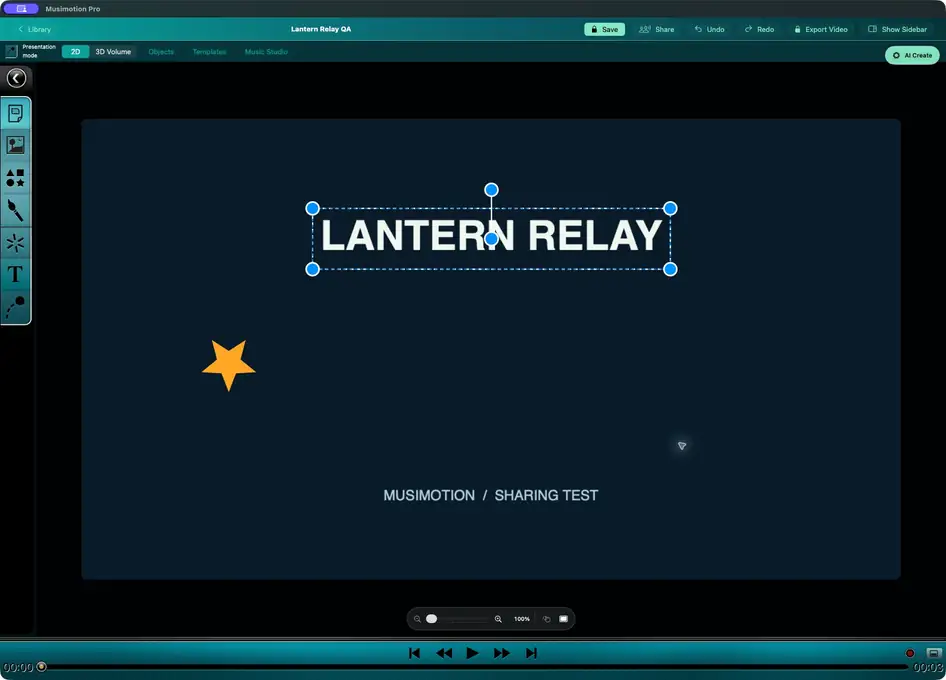 Musimotion Pro
Library
Lantern Relay QA
Save
Share
Undo
Redo
Export Video
Show Sidebar
Presentation mode
2D
3D Volume
Objects
Templates
Music Studio
AI Create
T
LANTERN RELAY
MUSIMOTION / SHARING TEST
100%
00:00
00:03